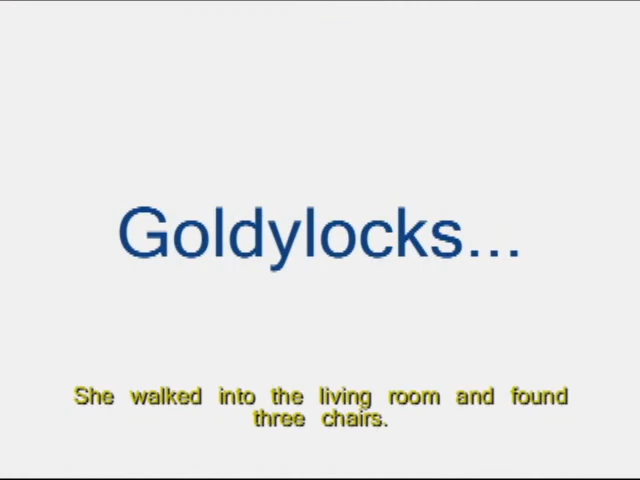 Goldylocks...
She walked into the living room and found
three chairs.